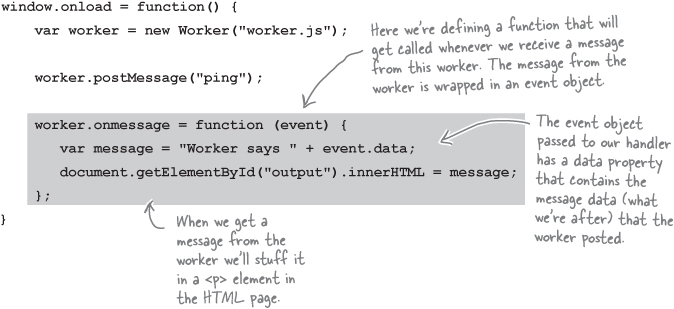 window.onload = function() {
var worker = new Worker("worker.js");
Here we're defining a function that will
get called whenever we receive a message
from this worker. The message from the
worker is wrapped in an event object.
worker.postMessage("ping");
worker.onmessage = function (event) {
var message = "Worker says " + event.data;
document.getElementById("output").innerHTML = message;
};
The event object
passed to our handler
has a data property
that contains the
message data (what
we're after) that the
worker posted.
When we get a
message from the
worker we'll stuff it
in a <p> element in
the HTML page.
}